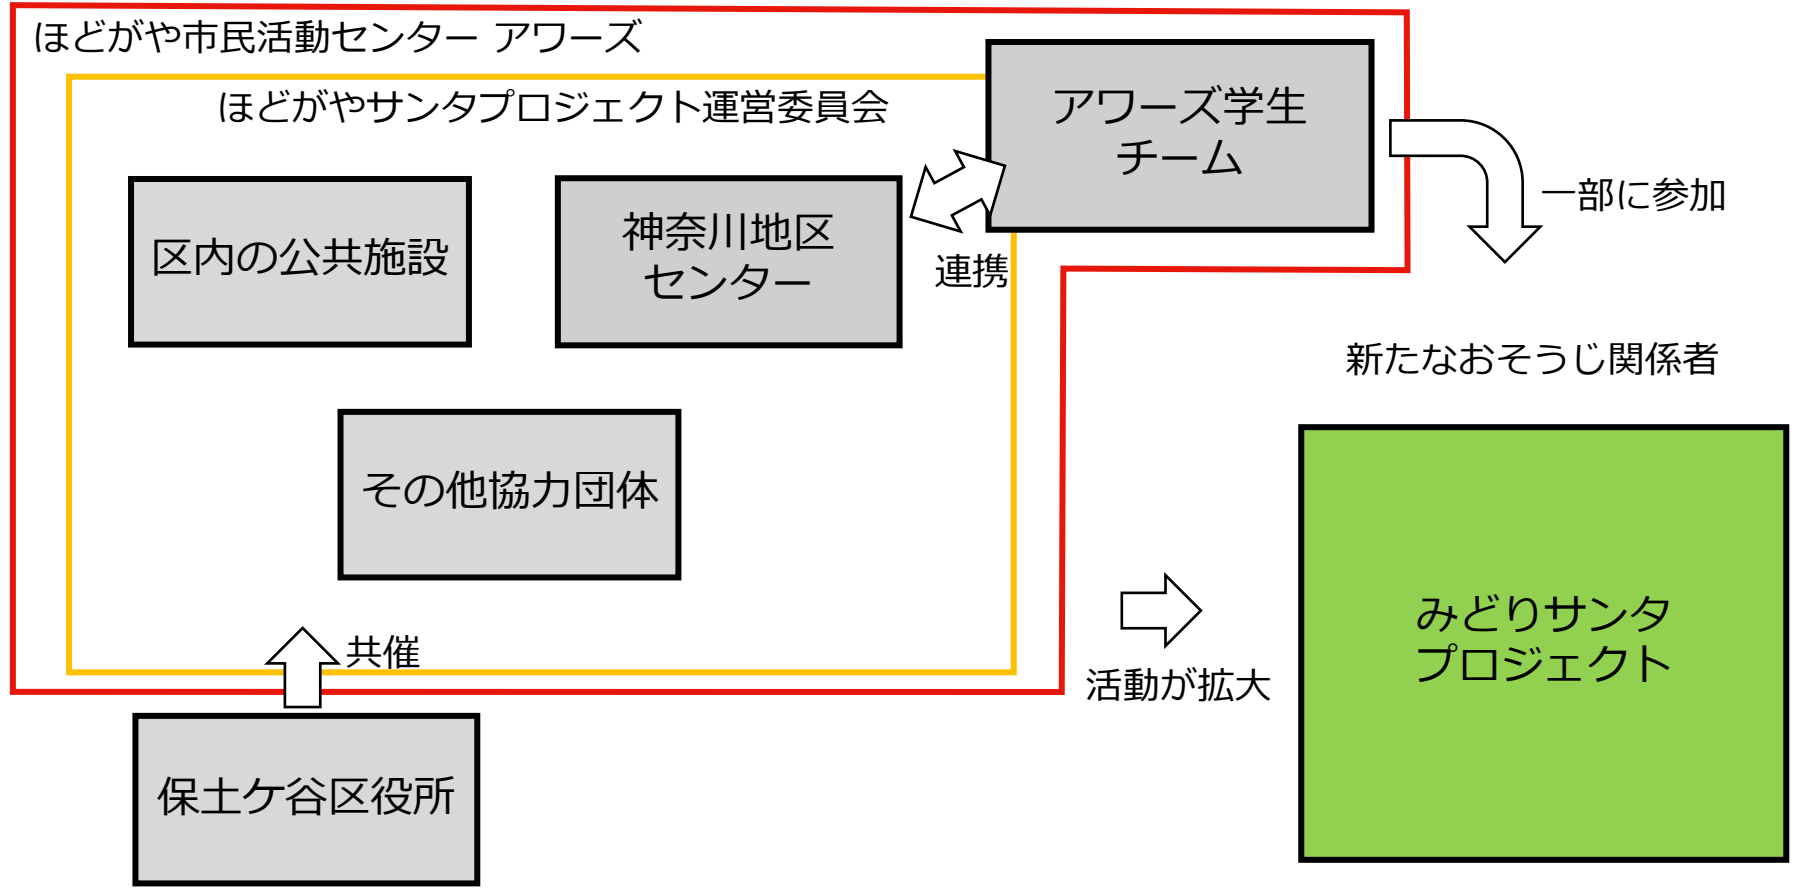 ほどがや市民活動センター アワーズ
ほどがやサンタプロジェクト運営委員会
アワーズ学生
チーム
一部に参加
区内の公共施設
神奈川地区
センター
連携
新たなおそうじ関係者
その他協力団体
みどりサンタ
プロジェクト
共催
活動が拡大
保土ケ谷区役所